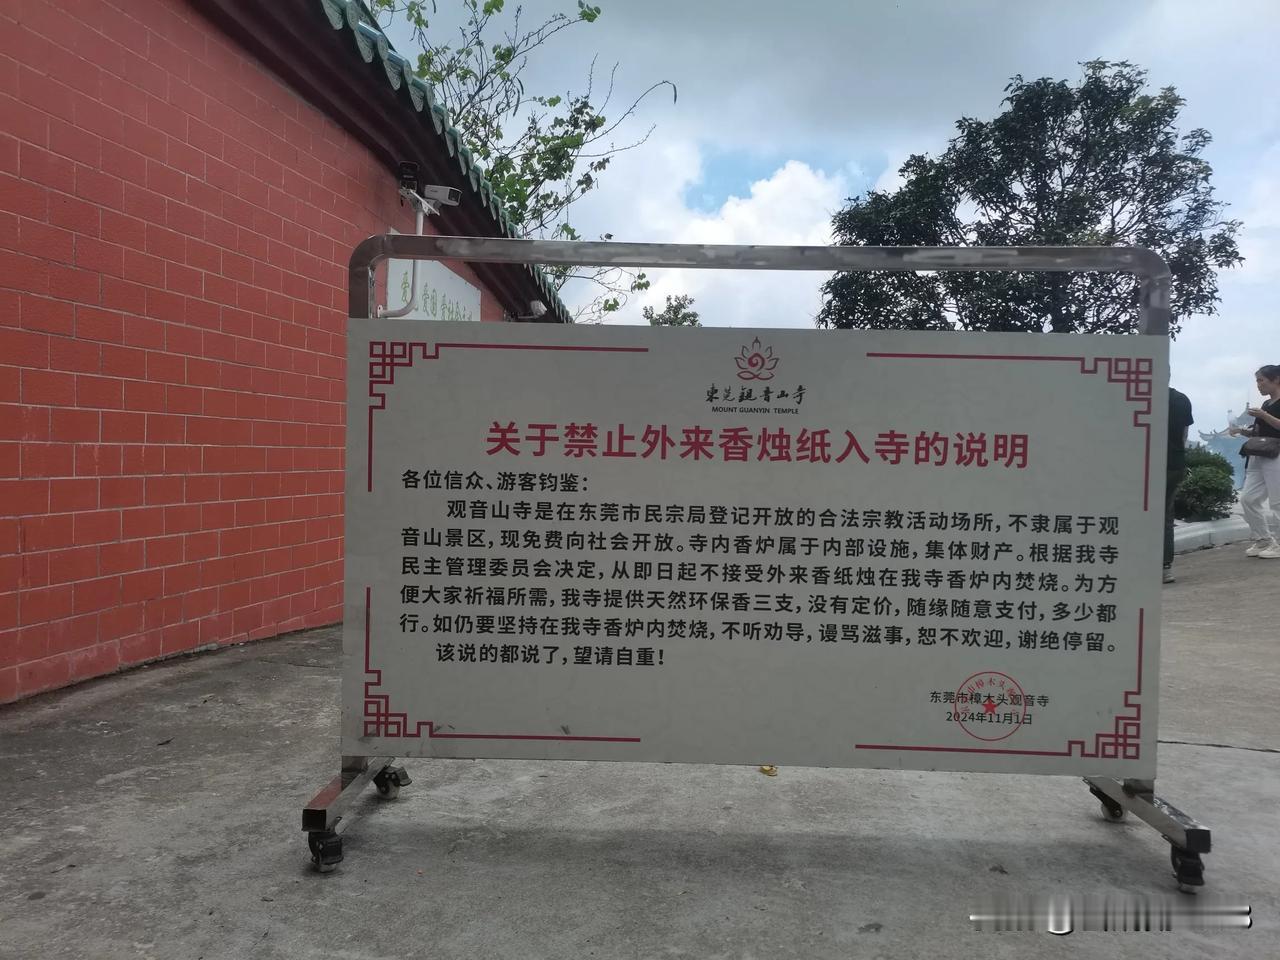 爱 爱国 爱社会
東莞觀音山寺
MOUNT GUANYIN TEMPLE
关于禁止外来香烛纸入寺的说明
各位信众、游客钧鉴：
观音山寺是在东莞市民宗局登记开放的合法宗教活动场所，不隶属于观
音山景区，现免费向社会开放。寺内香炉属于内部设施，集体财产。根据我寺
民主管理委员会决定，从即日起不接受外来香纸烛在我寺香炉内焚烧。为方
便大家祈福所需，我寺提供天然环保香三支，没有定价，随缘随意支付，多少都
行。如仍要坚持在我寺香炉内焚烧，不听劝导，谩骂滋事，恕不欢迎，谢绝停留。
该说的都说了，望请自重！
东莞市樟木头观音寺
2024年11月1日